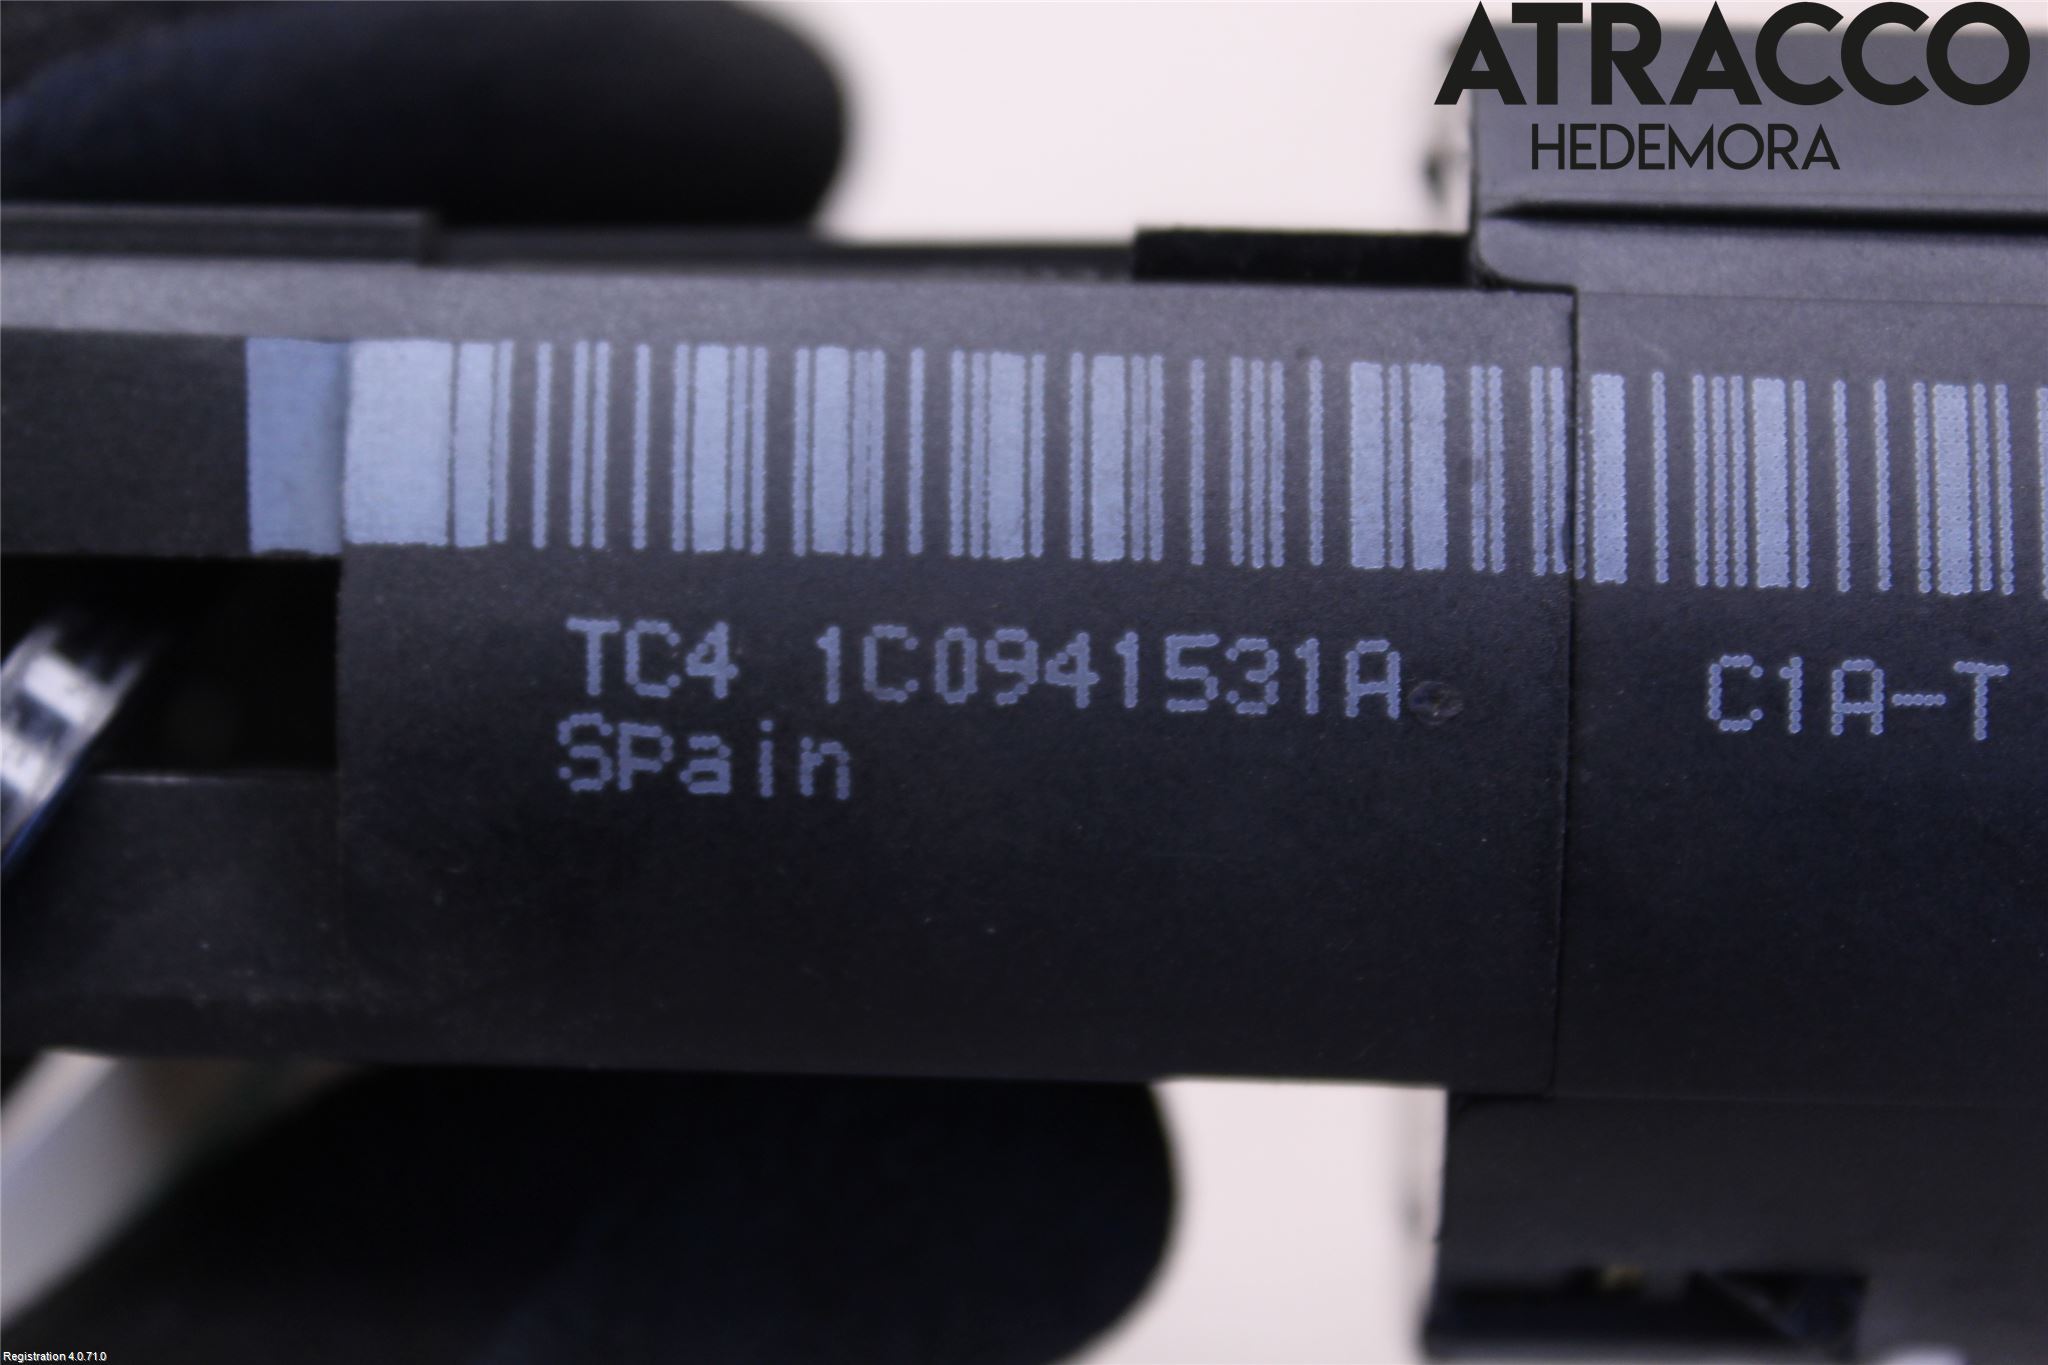 ATRACCO
HEDEMORA
TC4 1C0941531A
C1A-T
SPain
Registration 4.0.71.0